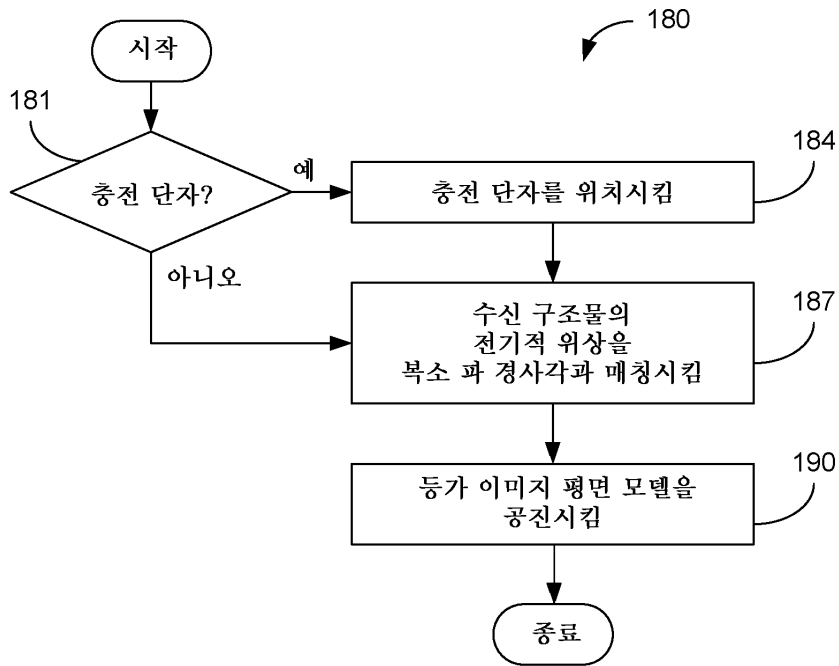 180
시작
181
충전 단자?
예
184
충전 단자를 위치시킴
아니오
187
수신 구조물의
전기적 위상을
복소 파 경사각과 매칭시킴
190
등가 이미지 평면 모델을
공진시킴
종료